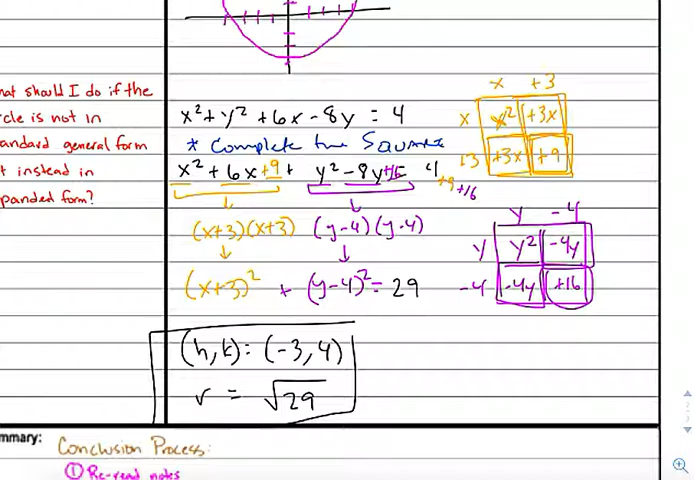 hat should I do if the
rcle is not in
tandard general form
t instead in
panded form?
x² + y² + 6x - 8y = 4
* Complete the Square
x² + 6x + 9 + y² - 8y + 16 = 4 + 9 + 16
(x+3)(x+3) (y-4)(y-4)
(x+3)² + (y-4)² = 29
(h,k): (-3,4)
r = √29
x +3
x x² +3x
+3 +3x +9
y -4
y y² -4y
-4 -4y +16
mmary: Conclusion Process:
① Re-read notes